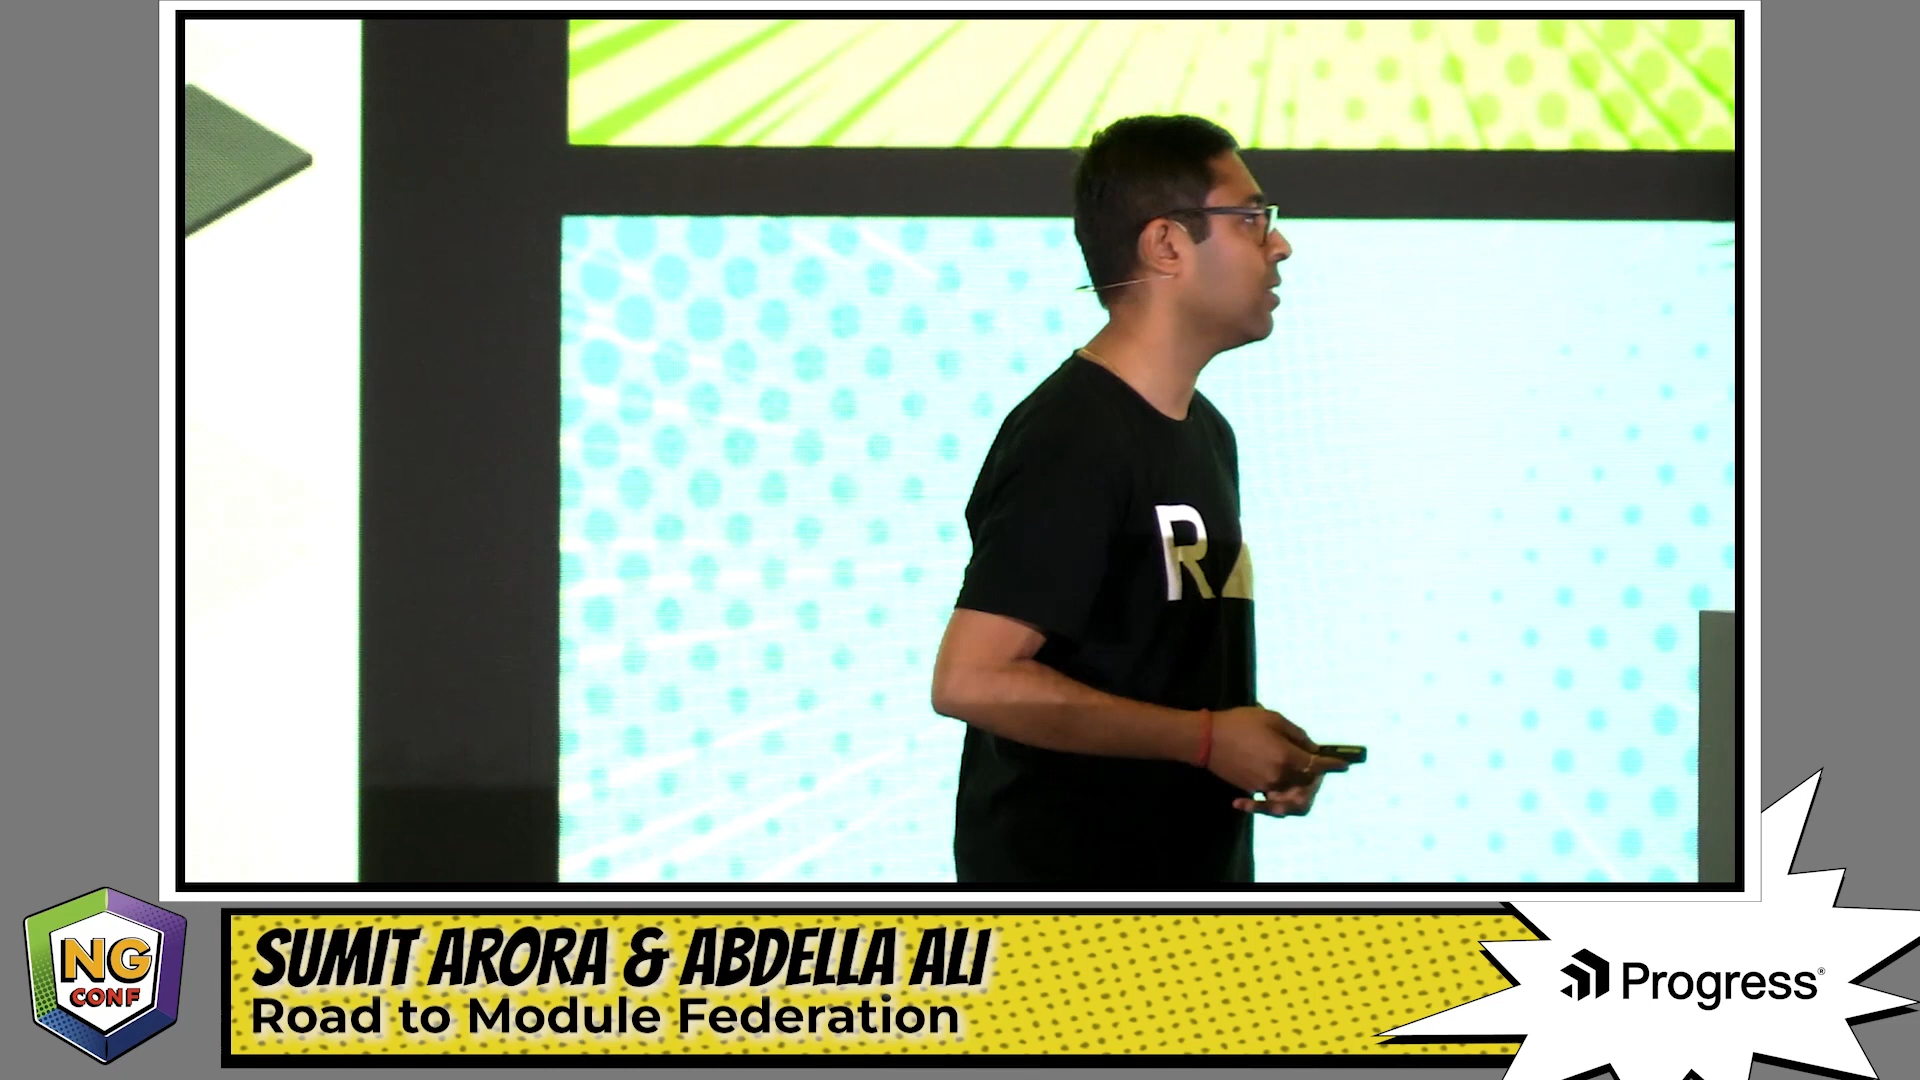 R
NG
CONF
SUMIT ARORA & ABDELLA ALI
Road to Module Federation
Progress®